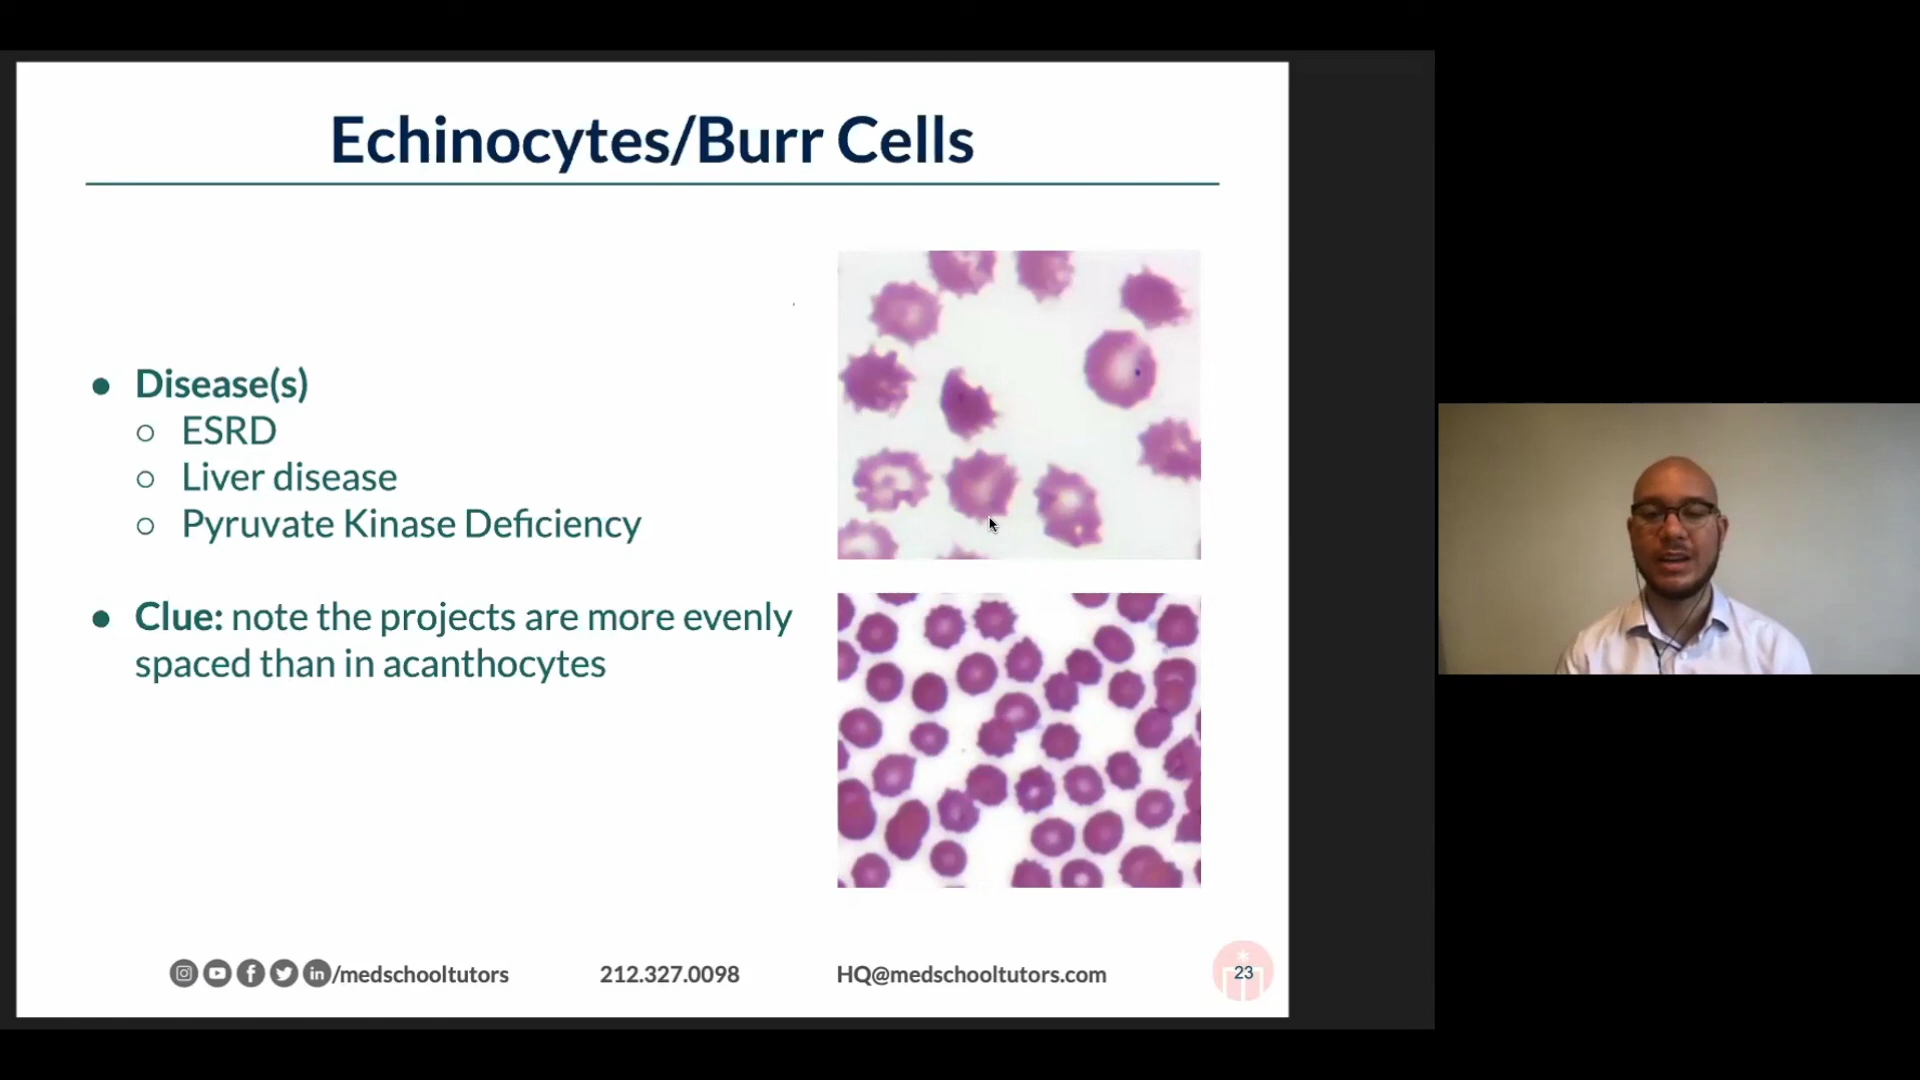 Echinocytes/Burr Cells
● Disease(s)
○ ESRD
○ Liver disease
○ Pyruvate Kinase Deficiency
● Clue: note the projects are more evenly
spaced than in acanthocytes
/medschooltutors 212.327.0098 HQ@medschooltutors.com 23